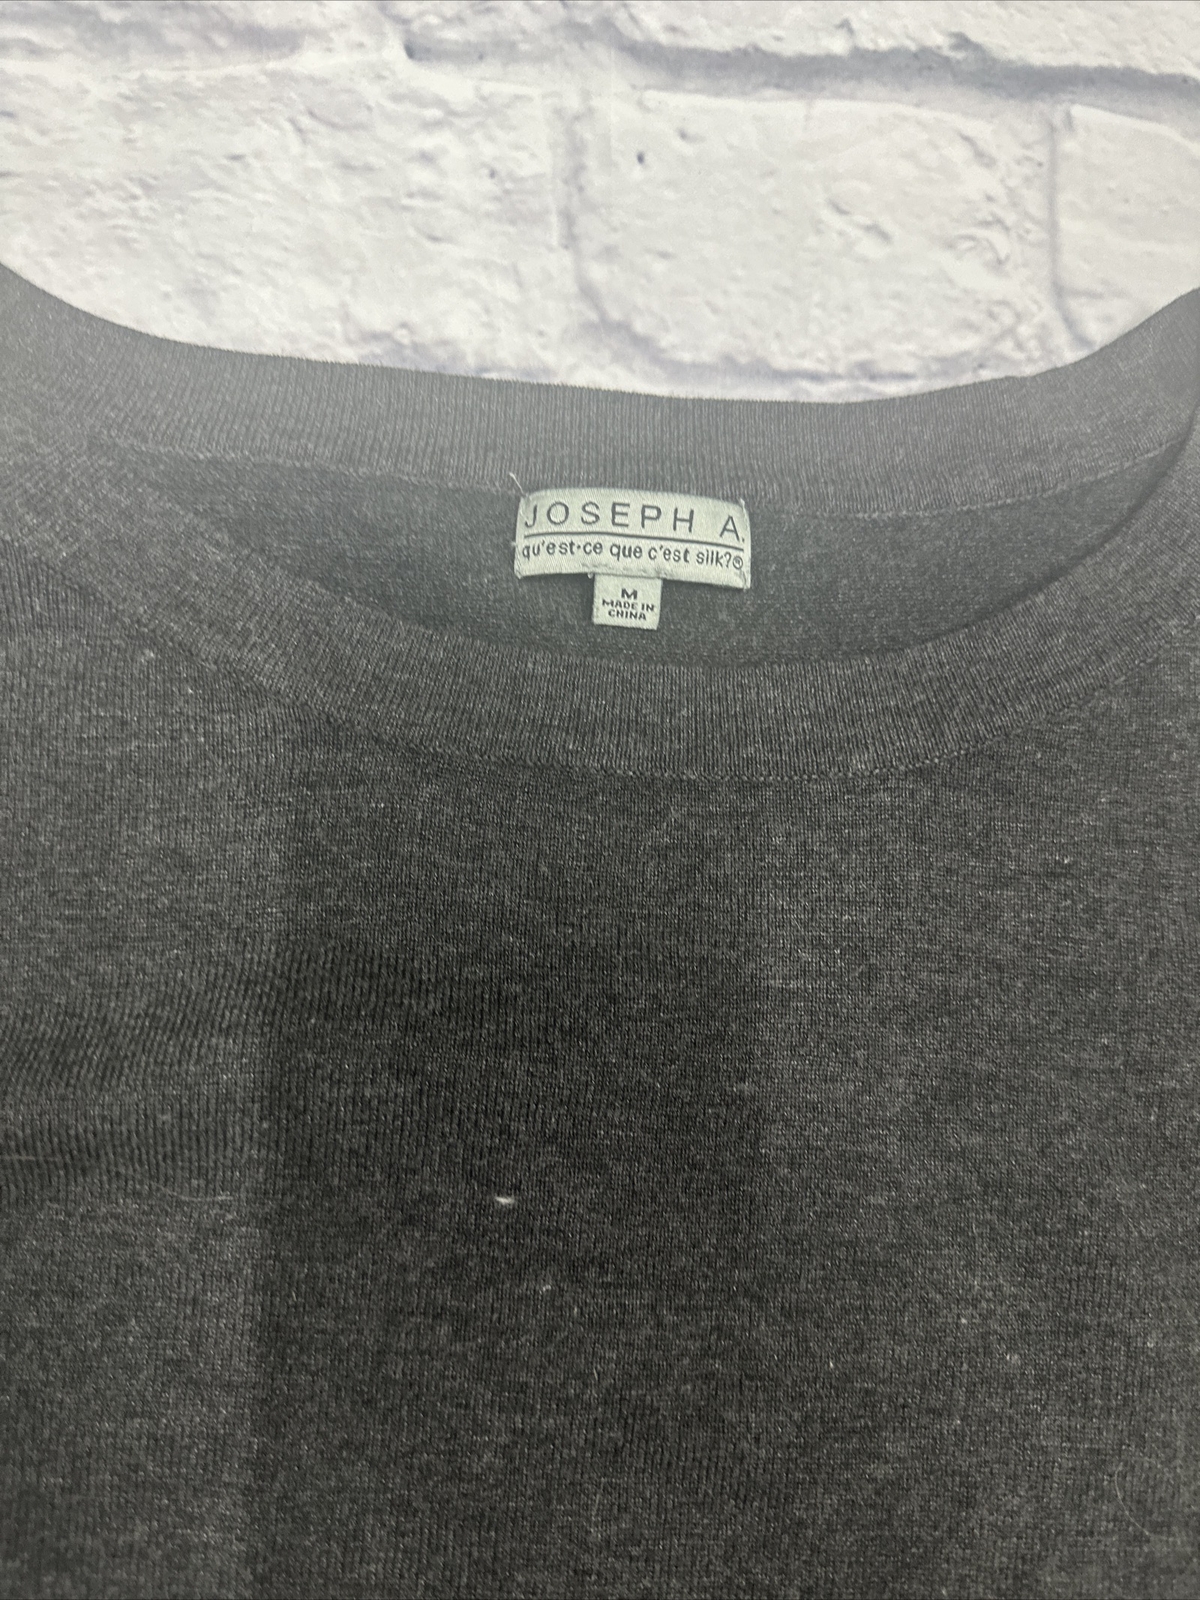 JOSEPH A.
qu'est·ce que c'est silk?®
M
MADE IN
CHINA